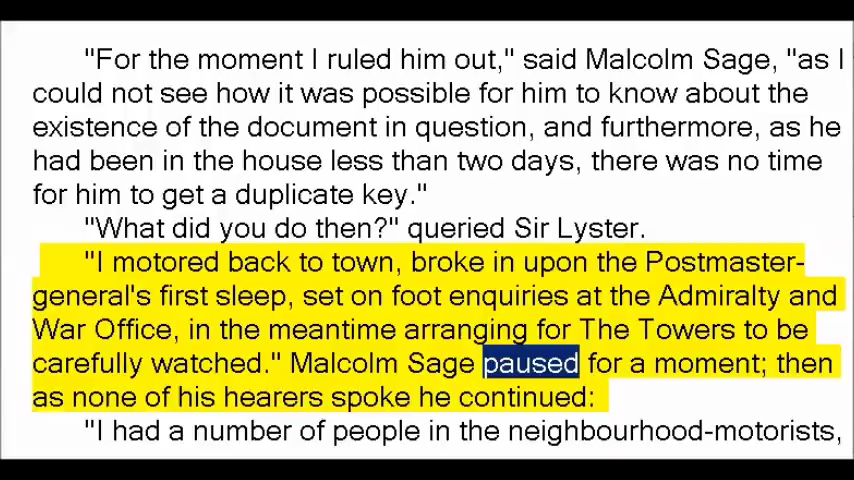 "For the moment I ruled him out," said Malcolm Sage, "as I
could not see how it was possible for him to know about the
existence of the document in question, and furthermore, as he
had been in the house less than two days, there was no time
for him to get a duplicate key."
"What did you do then?" queried Sir Lyster.
"I motored back to town, broke in upon the Postmaster-
general's first sleep, set on foot enquiries at the Admiralty and
War Office, in the meantime arranging for The Towers to be
carefully watched." Malcolm Sage paused for a moment; then
as none of his hearers spoke he continued:
"I had a number of people in the neighbourhood-motorists,